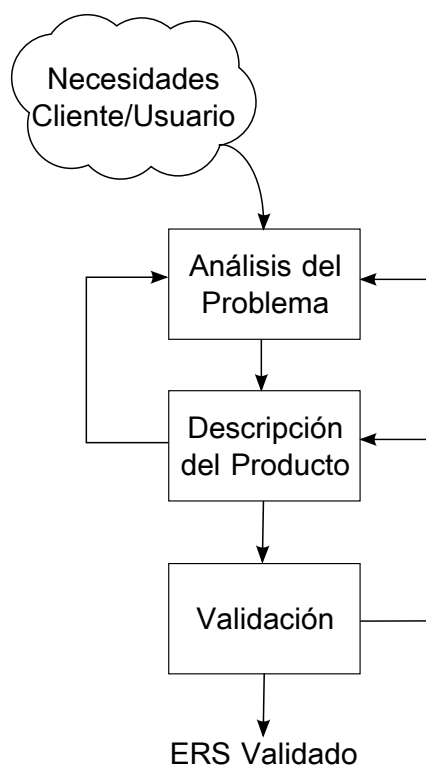 Necesidades
Cliente/Usuario
Análisis del
Problema
Descripción
del Producto
Validación
ERS Validado